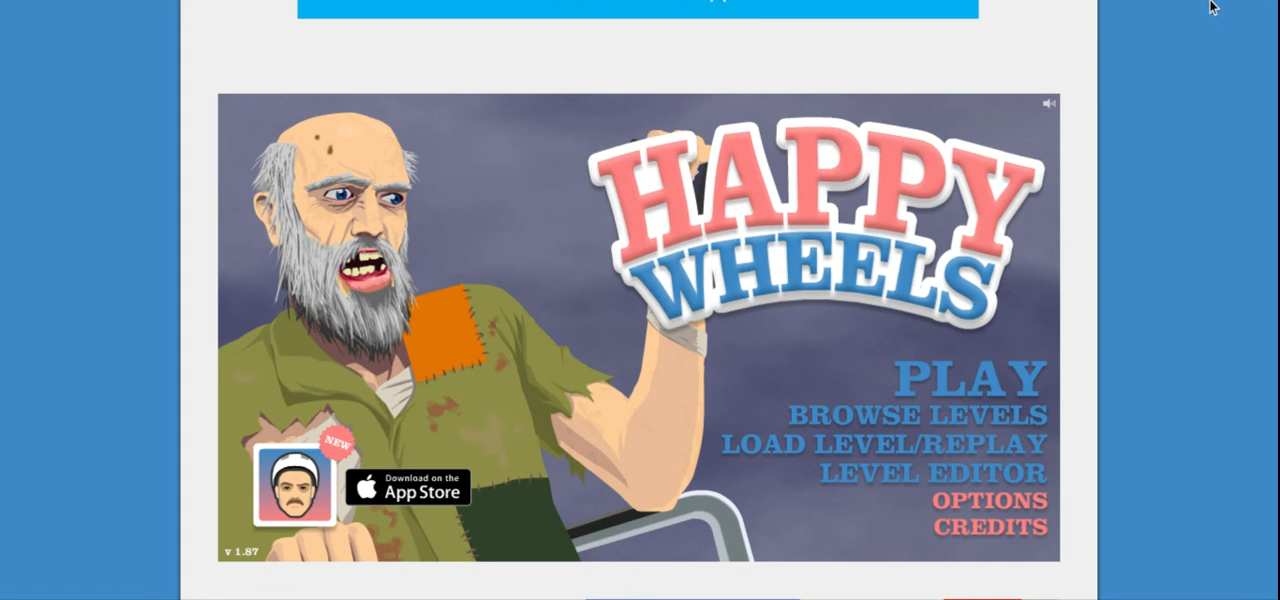 HAPPY
WHEELS
PLAY
BROWSE LEVELS
LOAD LEVEL/REPLAY
LEVEL EDITOR
OPTIONS
CREDITS
NEW
Download on the
App Store
v 1.87